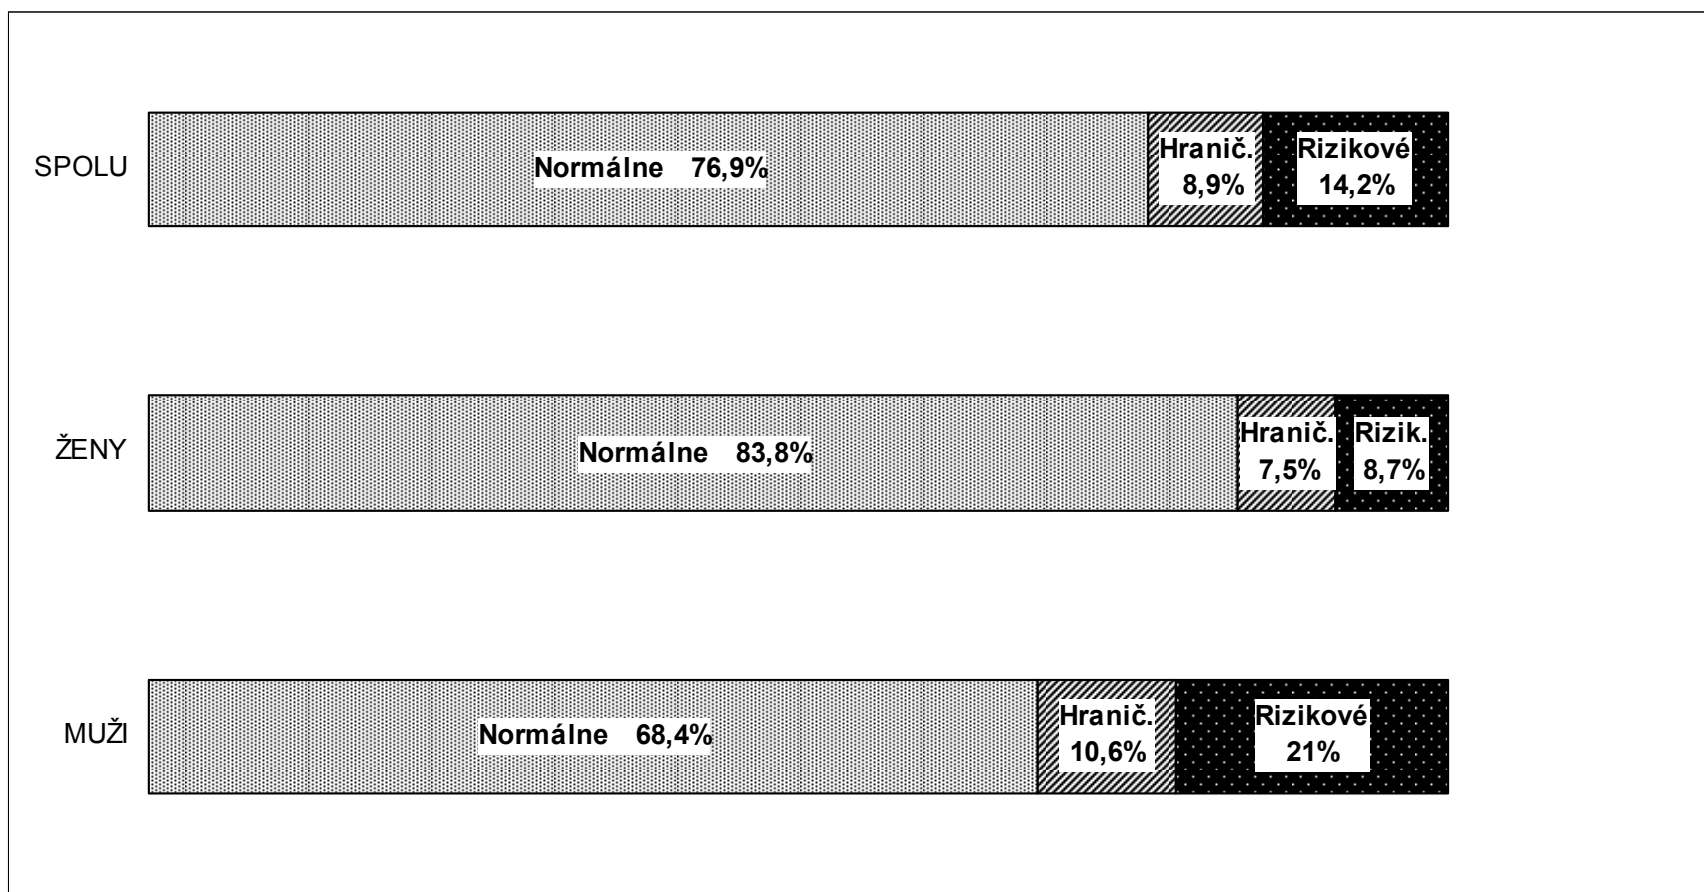 SPOLU
Normálne 76,9%
Hranič.
8,9%
Rizikové
14,2%
ŽENY
Normálne 83,8%
Hranič.
7,5%
Rizik.
8,7%
MUŽI
Normálne 68,4%
Hranič.
10,6%
Rizikové
21%